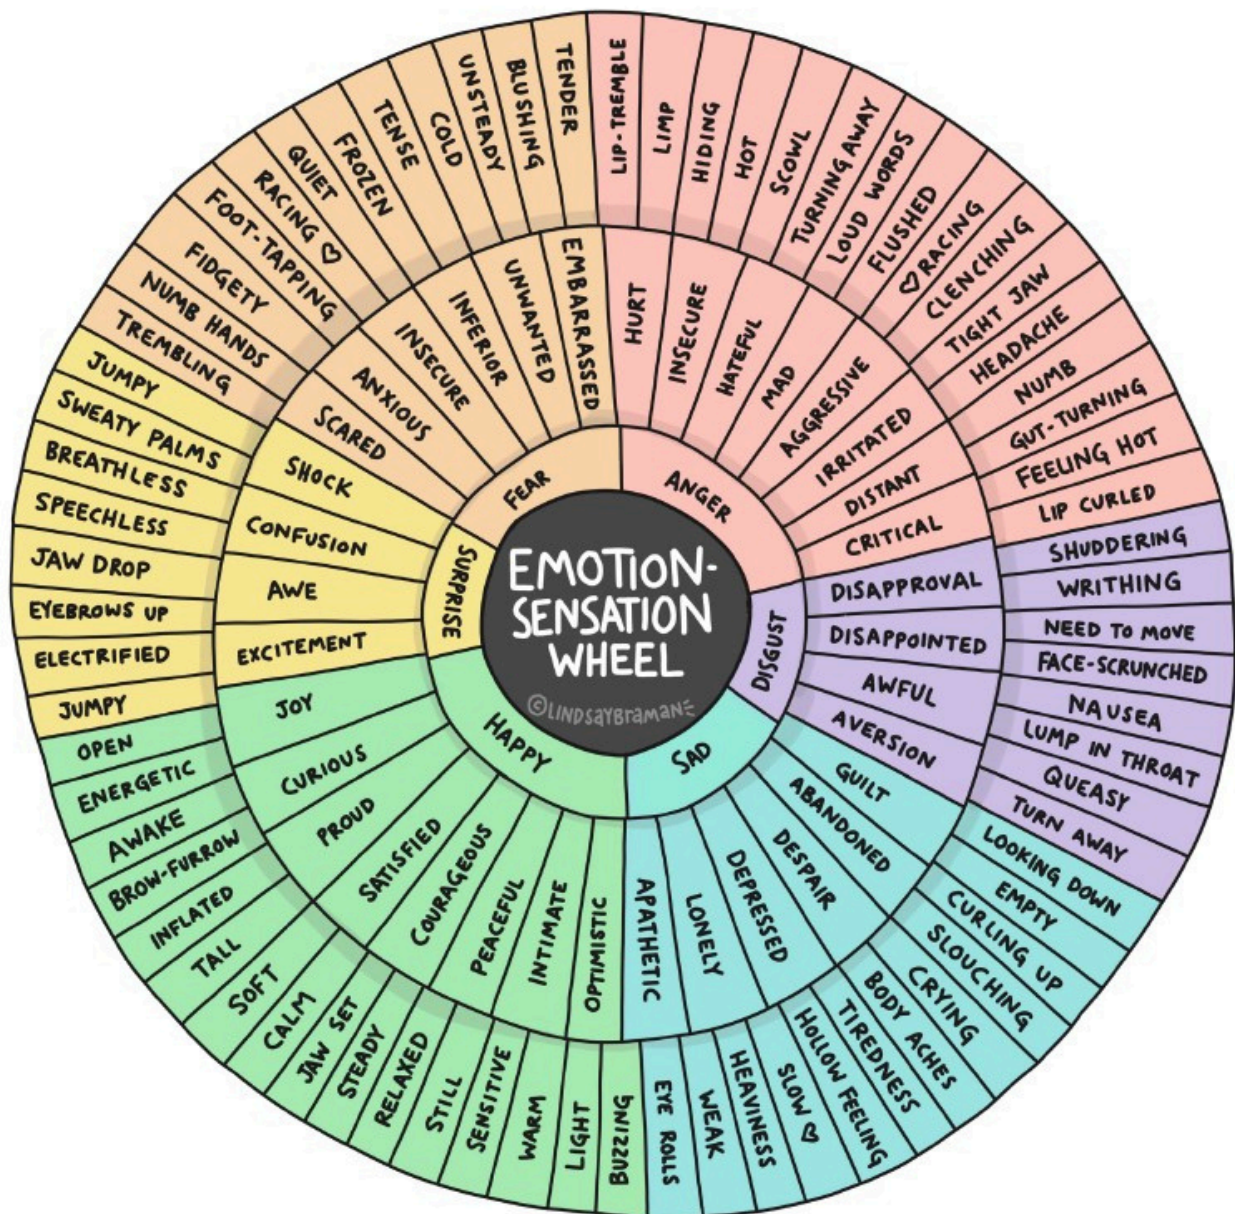 EMOTION-
SENSATION
WHEEL
©LINDSAYBRAMAN
ANGER
DISGUST
SAD
HAPPY
SURPRISE
FEAR
HURT
INSECURE
HATEFUL
MAD
AGGRESSIVE
IRRITATED
DISTANT
CRITICAL
DISAPPROVAL
DISAPPOINTED
AWFUL
AVERSION
GUILT
ABANDONED
DESPAIR
DEPRESSED
LONELY
APATHETIC
OPTIMISTIC
INTIMATE
PEACEFUL
COURAGEOUS
SATISFIED
PROUD
CURIOUS
JOY
EXCITEMENT
AWE
CONFUSION
SHOCK
SCARED
ANXIOUS
INSECURE
INFERIOR
UNWANTED
EMBARRASSED
LIP-TREMBLE
LIMP
HIDING
HOT
SCOWL
TURNING AWAY
LOUD WORDS
FLUSHED
♡ RACING
CLENCHING
TIGHT JAW
HEADACHE
NUMB
GUT-TURNING
FEELING HOT
LIP CURLED
SHUDDERING
WRITHING
NEED TO MOVE
FACE-SCRUNCHED
NAUSEA
LUMP IN THROAT
QUEASY
TURN AWAY
LOOKING DOWN
EMPTY
CURLING UP
SLOUCHING
CRYING
BODY ACHES
TIREDNESS
HOLLOW FEELING
SLOW ♡
HEAVINESS
WEAK
EYE ROLLS
BUZZING
LIGHT
WARM
SENSITIVE
STILL
RELAXED
STEADY
JAW SET
CALM
SOFT
TALL
INFLATED
BROW-FURROW
AWAKE
ENERGETIC
OPEN
JUMPY
ELECTRIFIED
EYEBROWS UP
JAW DROP
SPEECHLESS
BREATHLESS
SWEATY PALMS
JUMPY
TREMBLING
NUMB HANDS
FIDGETY
FOOT-TAPPING
RACING ♡
QUIET
FROZEN
TENSE
COLD
UNSTEADY
BLUSHING
TENDER